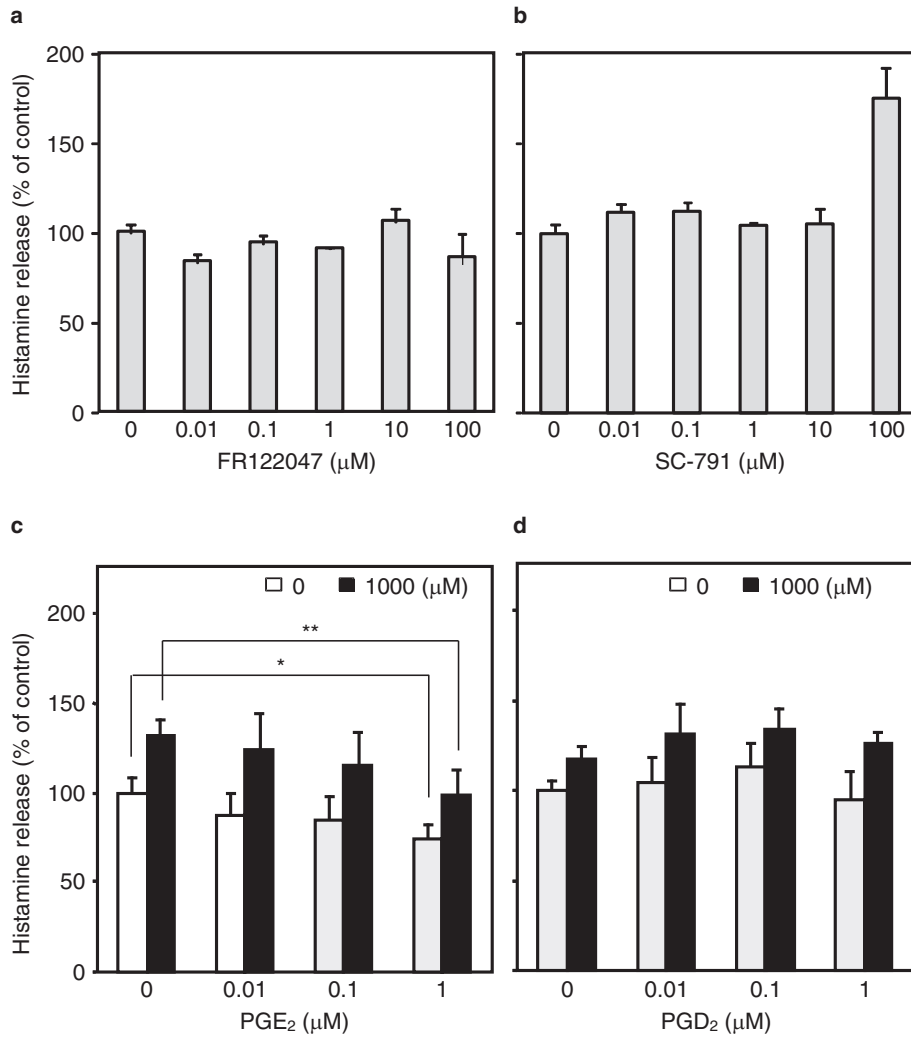 a
b
200
150
100
50
0
Histamine release (% of control)
0 0.01 0.1 1 10 100
FR122047 (µM)
0 0.01 0.1 1 10 100
SC-791 (µM)
c
d
0 1000 (µM)
200
150
100
50
0
Histamine release (% of control)
**
*
0 0.01 0.1 1
PGE₂ (µM)
0 1000 (µM)
0 0.01 0.1 1
PGD₂ (µM)